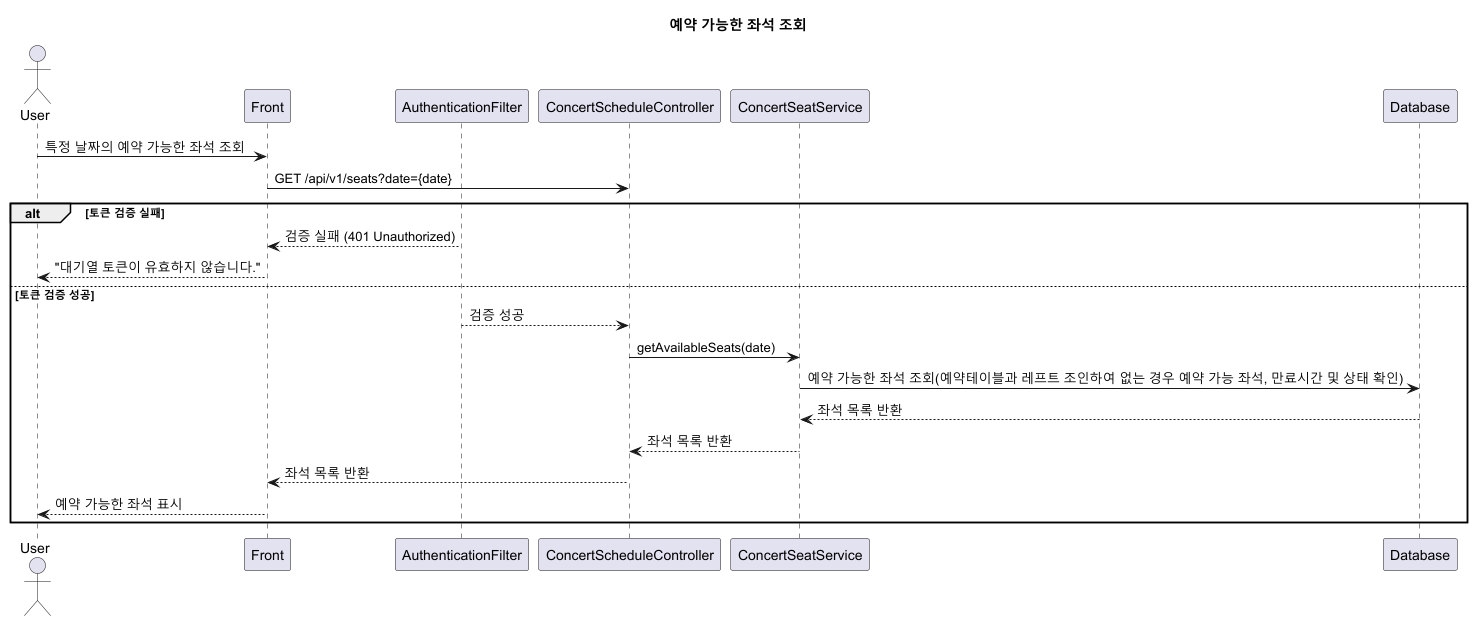 예약 가능한 좌석 조회
User
Front
AuthenticationFilter
ConcertScheduleController
ConcertSeatService
Database
특정 날짜의 예약 가능한 좌석 조회
GET /api/v1/seats?date={date}
alt
[토큰 검증 실패]
검증 실패 (401 Unauthorized)
"대기열 토큰이 유효하지 않습니다."
[토큰 검증 성공]
검증 성공
getAvailableSeats(date)
예약 가능한 좌석 조회(예약테이블과 레프트 조인하여 없는 경우 예약 가능 좌석, 만료시간 및 상태 확인)
좌석 목록 반환
좌석 목록 반환
좌석 목록 반환
예약 가능한 좌석 표시
User
Front
AuthenticationFilter
ConcertScheduleController
ConcertSeatService
Database